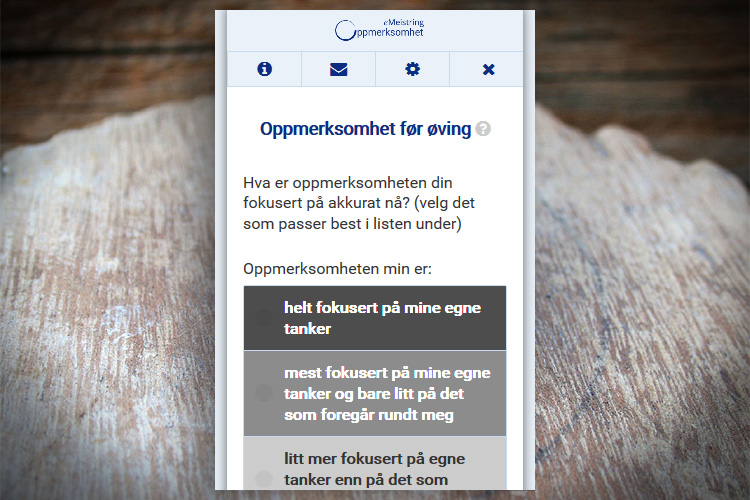 eMeistring
Oppmerksomhet
Oppmerksomhet før øving ?
Hva er oppmerksomheten din
fokusert på akkurat nå? (velg det
som passer best i listen under)
Oppmerksomheten min er:
helt fokusert på mine egne
tanker
mest fokusert på mine egne
tanker og bare litt på det
som foregår rundt meg
litt mer fokusert på egne
tanker enn på det som